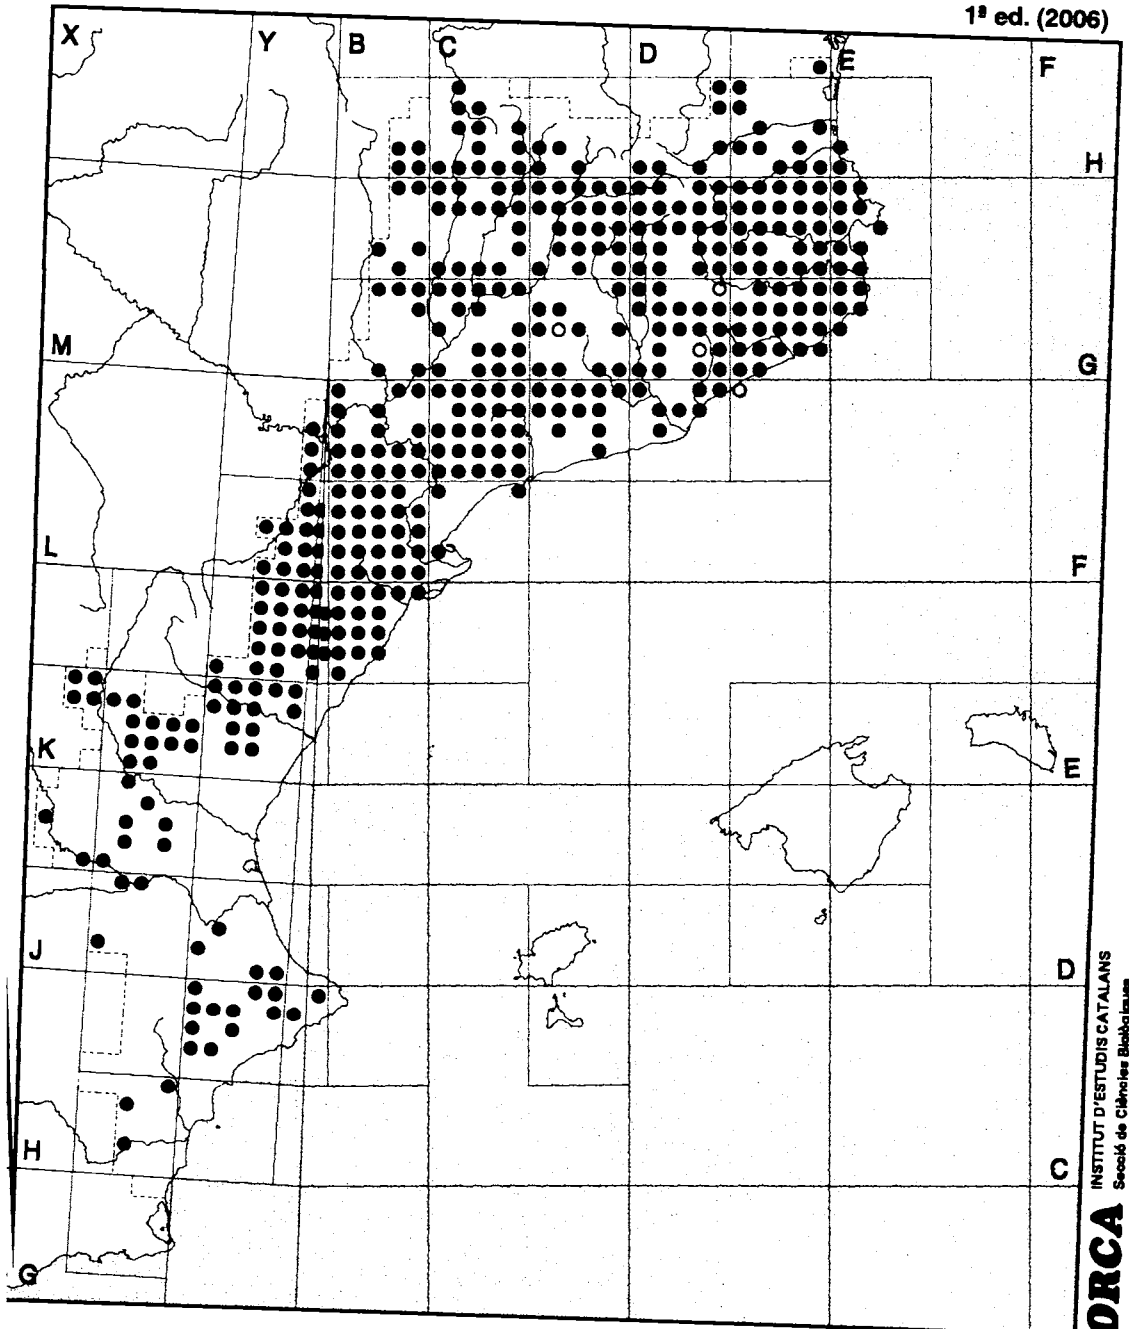 1ª ed. (2006)
X Y B C D E F
H
M G
L F
K E
J D
H C
G
ORCA INSTITUT D'ESTUDIS CATALANS
Secció de Ciències Biològiques